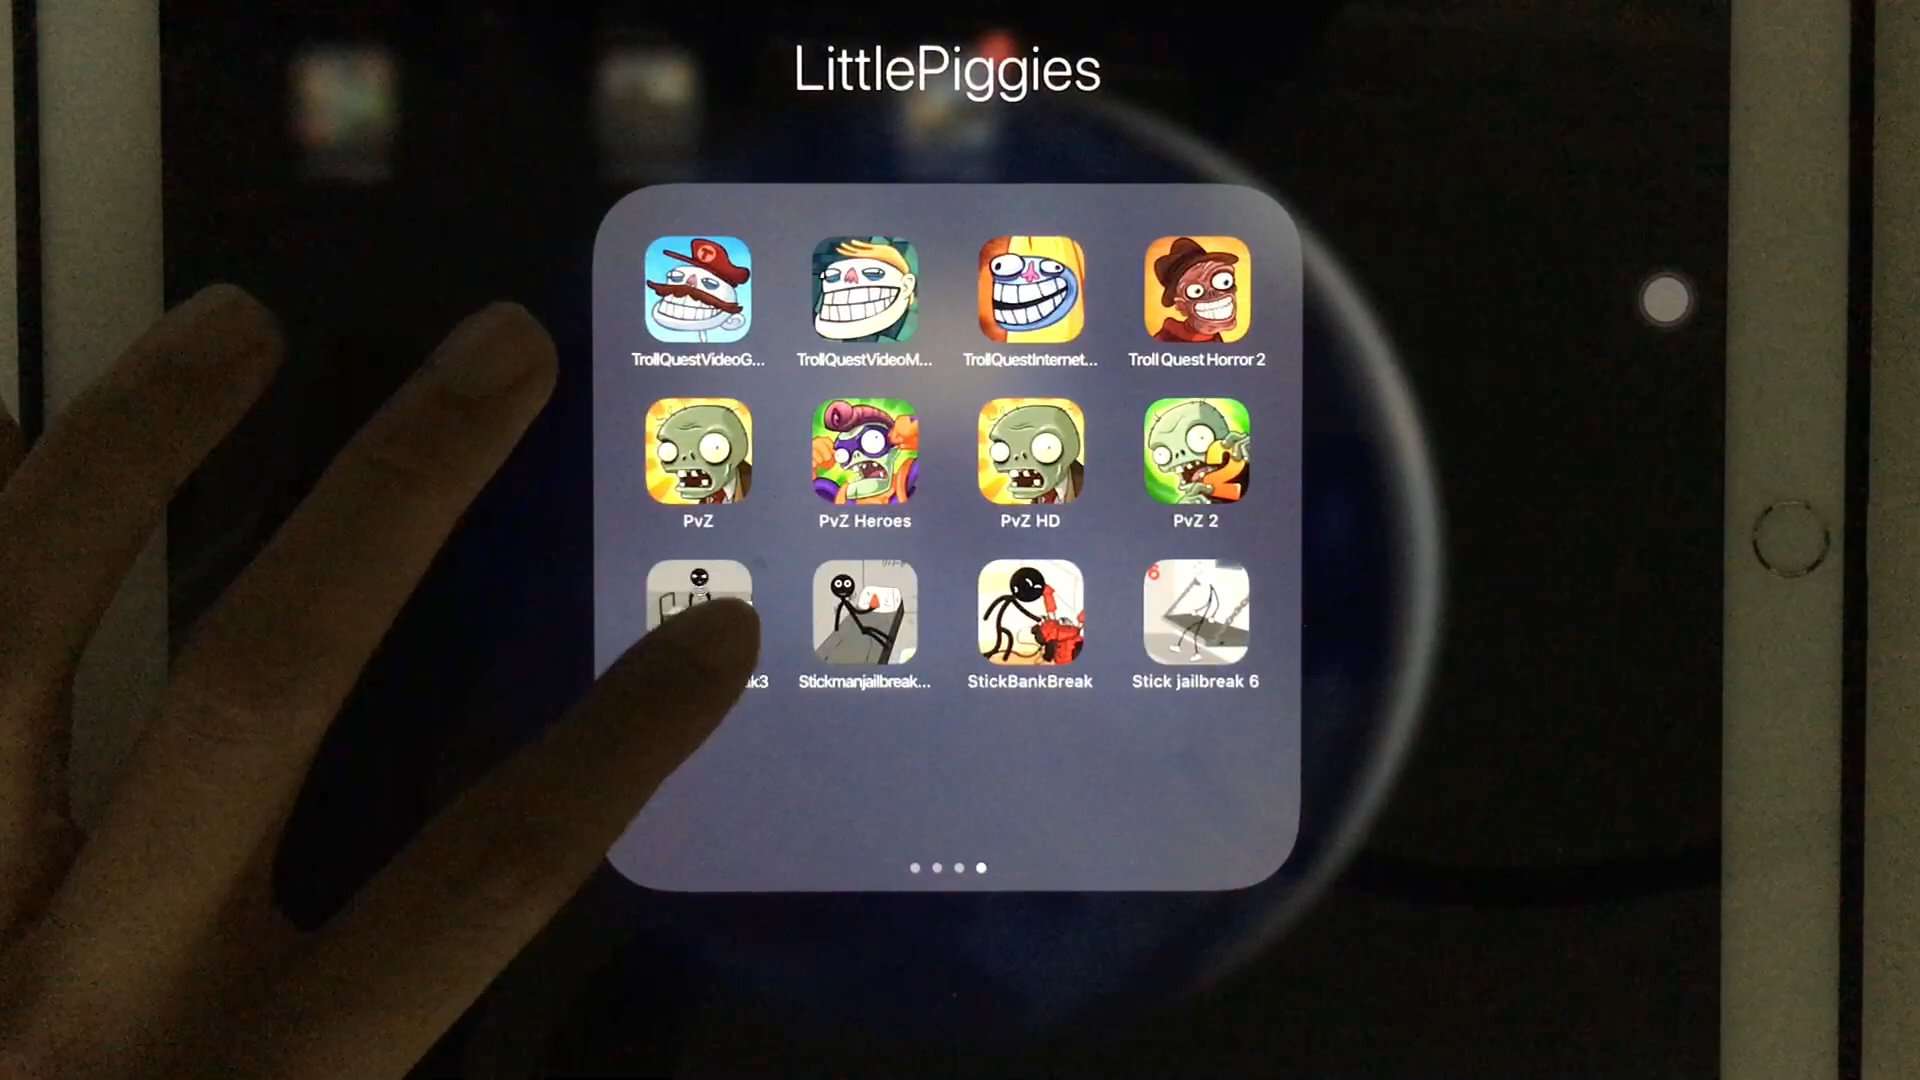 LittlePiggies
TrollQuestVideoG...
TrollQuestVideoM...
TrollQuestInternet...
Troll Quest Horror 2
PvZ
PvZ Heroes
PvZ HD
PvZ 2
ak3
Stickmanjailbreak...
StickBankBreak
Stick jailbreak 6